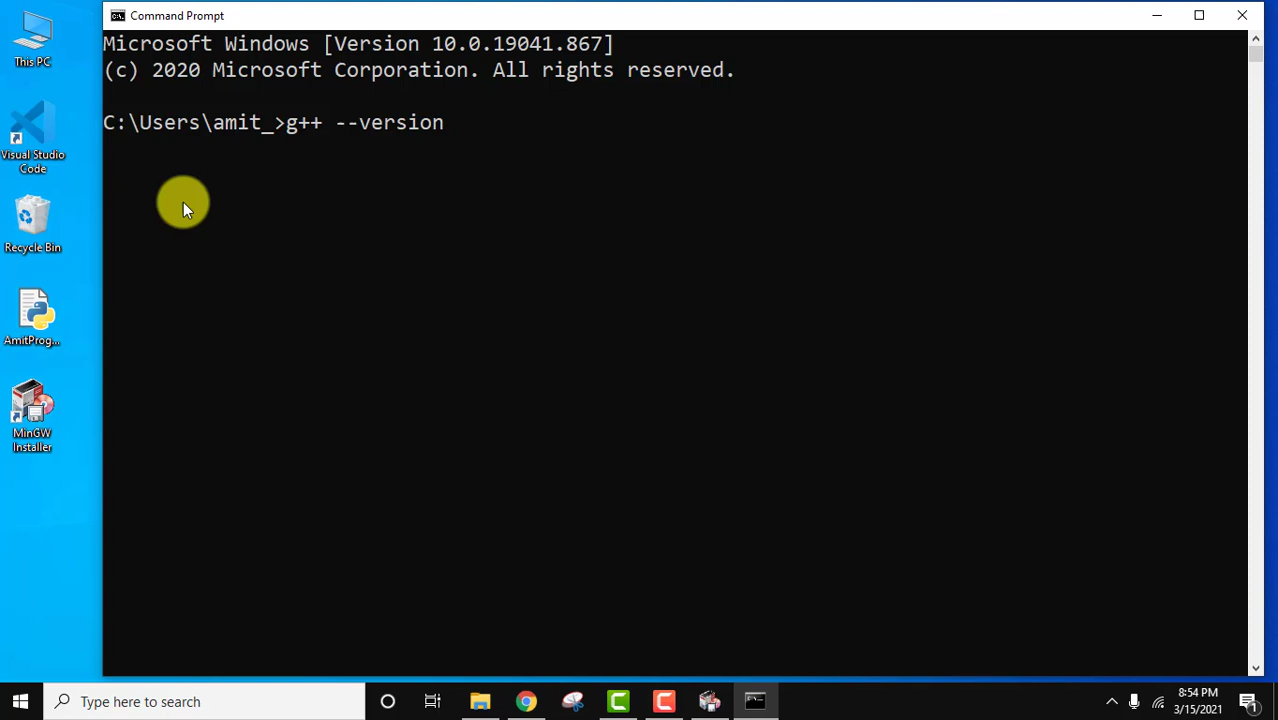 Command Prompt
Microsoft Windows [Version 10.0.19041.867]
(c) 2020 Microsoft Corporation. All rights reserved.
C:\Users\amit_>g++ --version
This PC
Visual Studio
Code
Recycle Bin
AmitProg...
MinGW
Installer
Type here to search
8:54 PM
3/15/2021
1